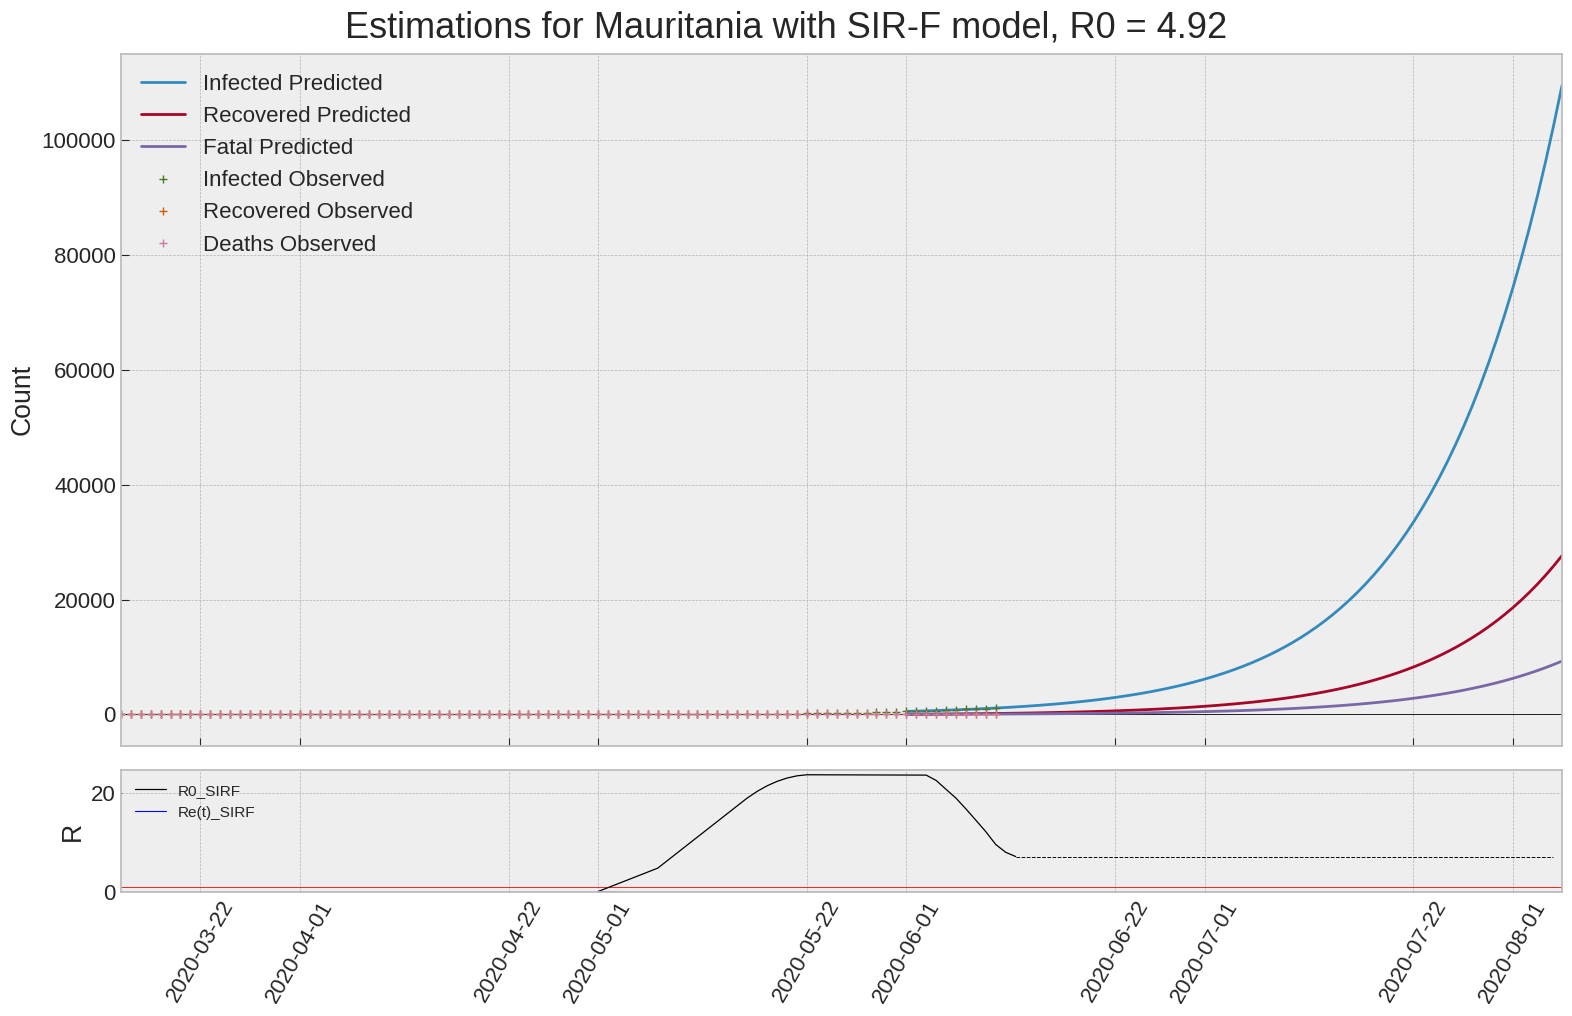 Estimations for Mauritania with SIR-F model, R0 = 4.92
Infected Predicted
Recovered Predicted
Fatal Predicted
Infected Observed
Recovered Observed
Deaths Observed
100000
80000
60000
40000
20000
0
Count
R0_SIRF
Re(t)_SIRF
20
0
R
2020-03-22
2020-04-01
2020-04-22
2020-05-01
2020-05-22
2020-06-01
2020-06-22
2020-07-01
2020-07-22
2020-08-01